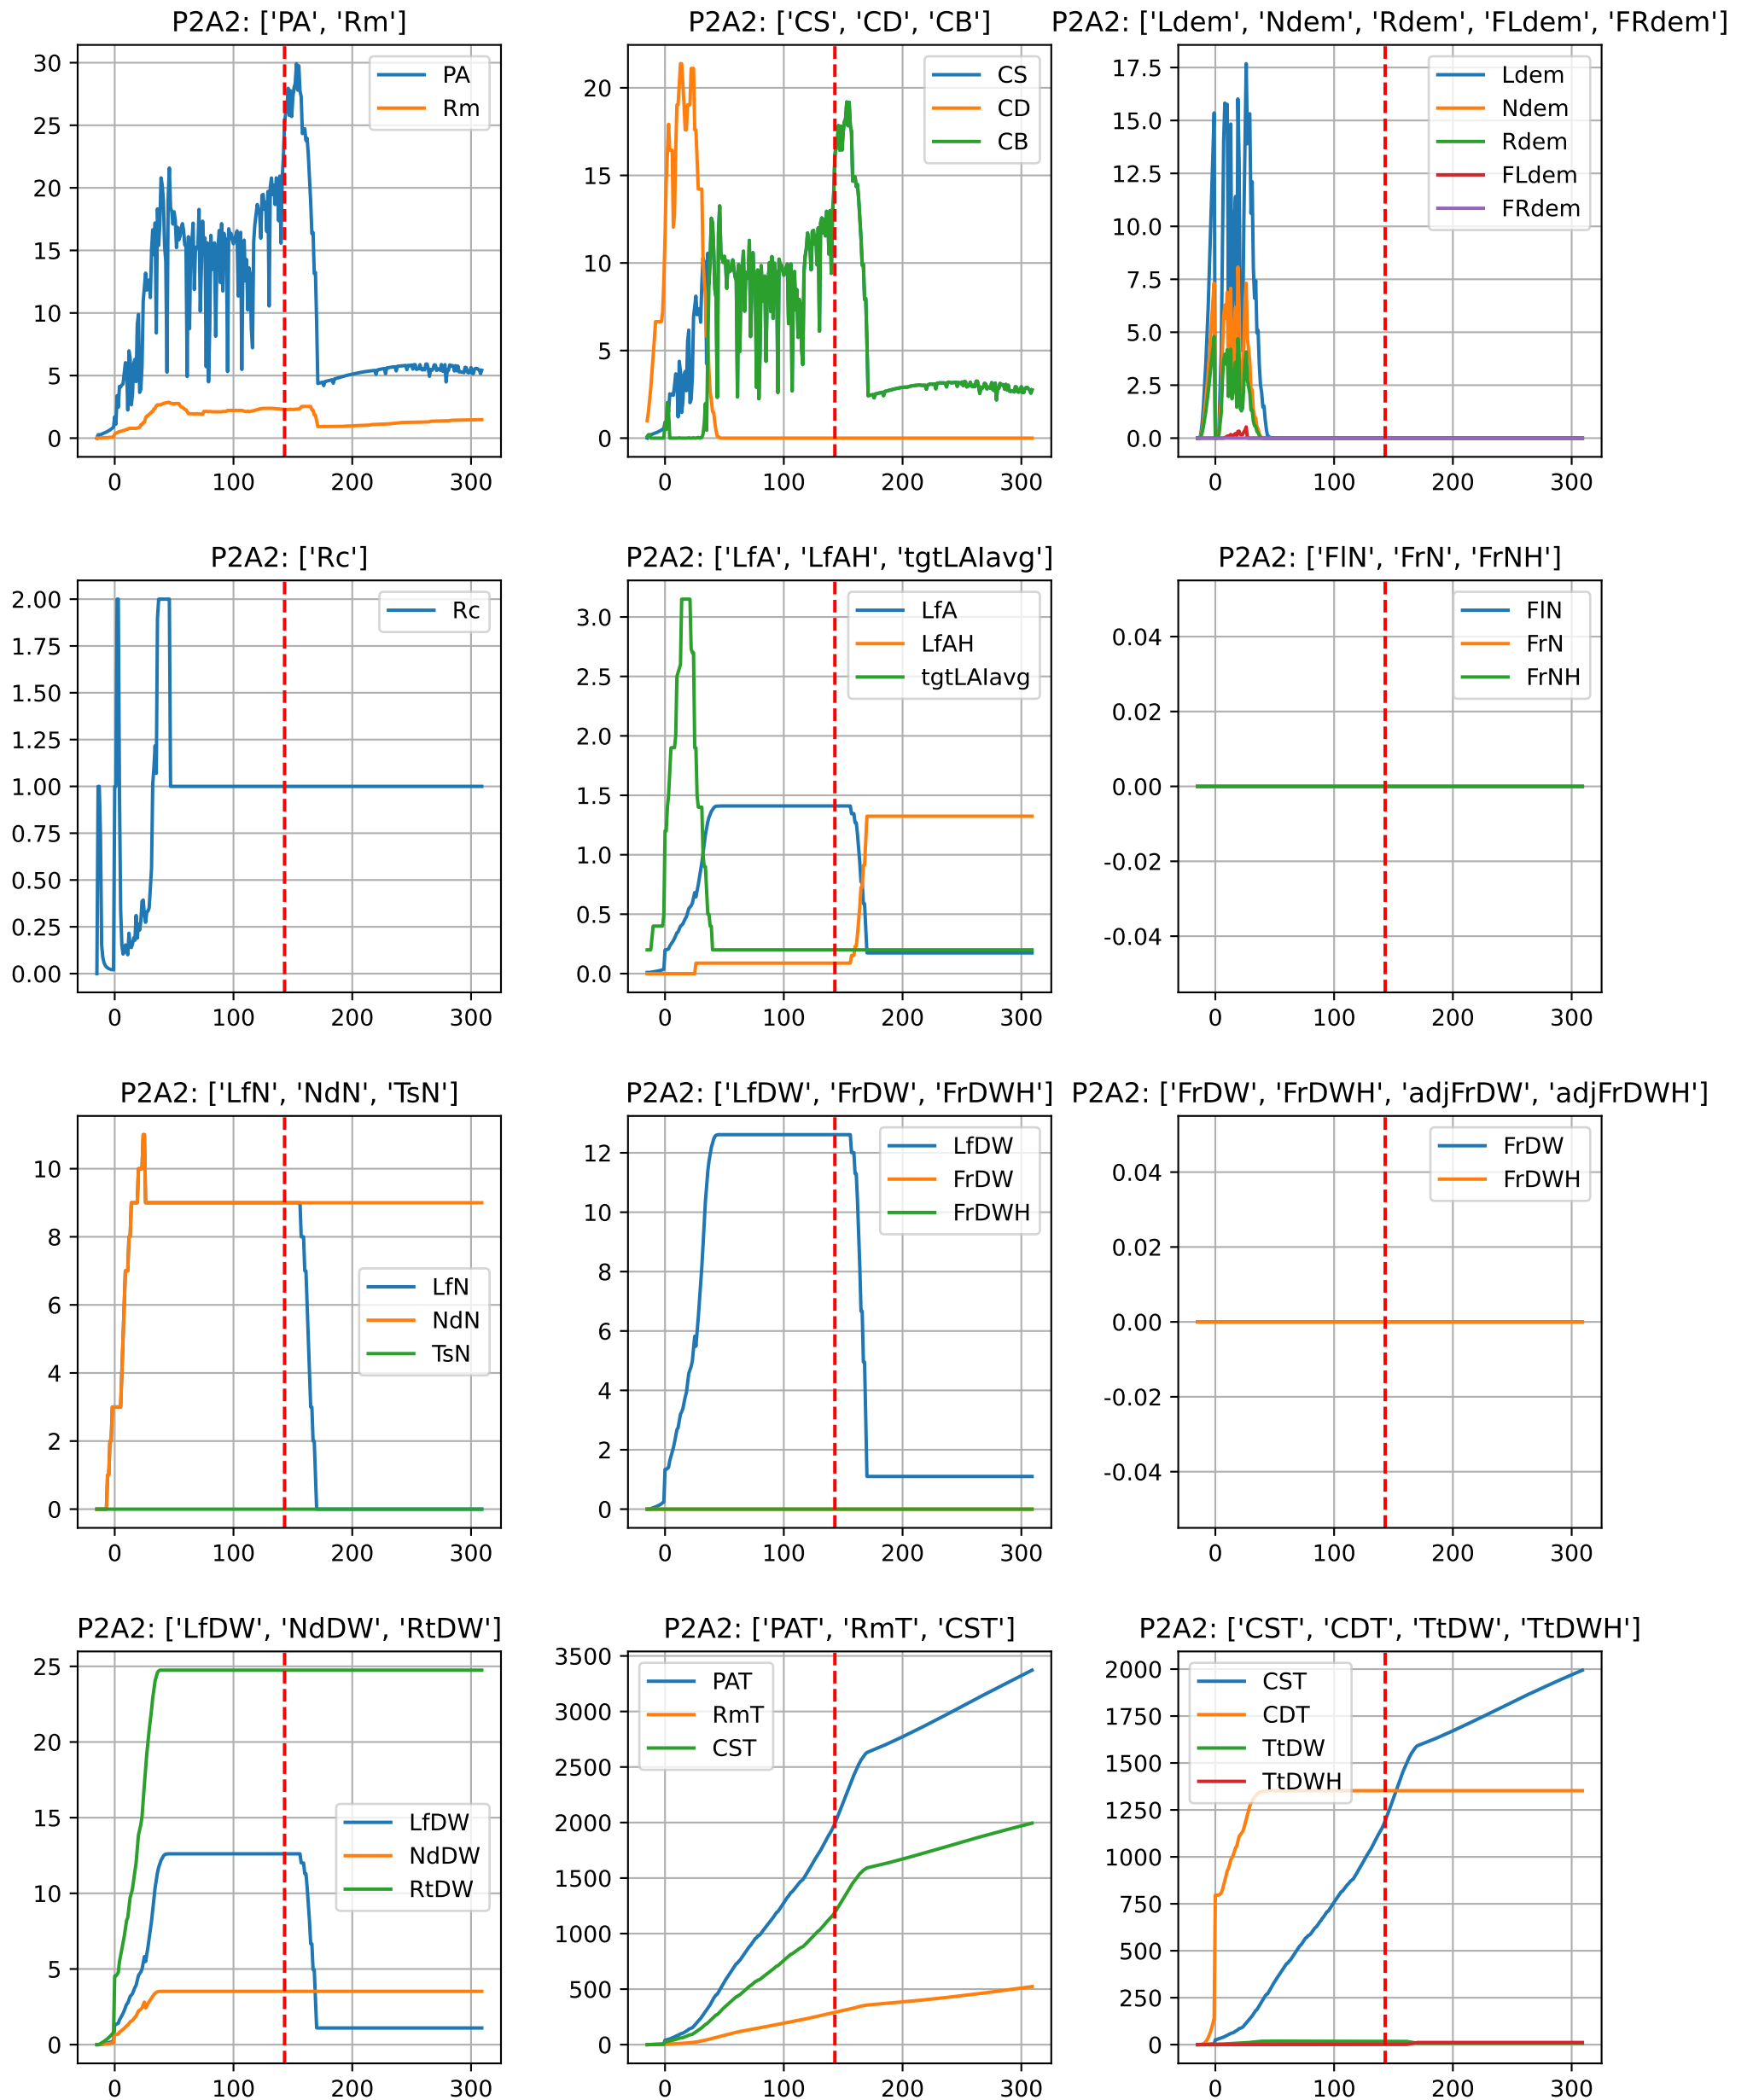 P2A2: ['PA', 'Rm']
30
25
20
15
10
5
0
0 100 200 300
PA
Rm
P2A2: ['CS', 'CD', 'CB']
20
15
10
5
0
0 100 200 300
CS
CD
CB
P2A2: ['Ldem', 'Ndem', 'Rdem', 'FLdem', 'FRdem']
17.5
15.0
12.5
10.0
7.5
5.0
2.5
0.0
0 100 200 300
Ldem
Ndem
Rdem
FLdem
FRdem
P2A2: ['Rc']
2.00
1.75
1.50
1.25
1.00
0.75
0.50
0.25
0.00
0 100 200 300
Rc
P2A2: ['LfA', 'LfAH', 'tgtLAIavg']
3.0
2.5
2.0
1.5
1.0
0.5
0.0
0 100 200 300
LfA
LfAH
tgtLAIavg
P2A2: ['FlN', 'FrN', 'FrNH']
0.04
0.02
0.00
-0.02
-0.04
0 100 200 300
FlN
FrN
FrNH
P2A2: ['LfN', 'NdN', 'TsN']
10
8
6
4
2
0
0 100 200 300
LfN
NdN
TsN
P2A2: ['LfDW', 'FrDW', 'FrDWH']
12
10
8
6
4
2
0
0 100 200 300
LfDW
FrDW
FrDWH
P2A2: ['FrDW', 'FrDWH', 'adjFrDW', 'adjFrDWH']
0.04
0.02
0.00
-0.02
-0.04
0 100 200 300
FrDW
FrDWH
P2A2: ['LfDW', 'NdDW', 'RtDW']
25
20
15
10
5
0
0 100 200 300
LfDW
NdDW
RtDW
P2A2: ['PAT', 'RmT', 'CST']
3500
3000
2500
2000
1500
1000
500
0
0 100 200 300
PAT
RmT
CST
P2A2: ['CST', 'CDT', 'TtDW', 'TtDWH']
2000
1750
1500
1250
1000
750
500
250
0
0 100 200 300
CST
CDT
TtDW
TtDWH